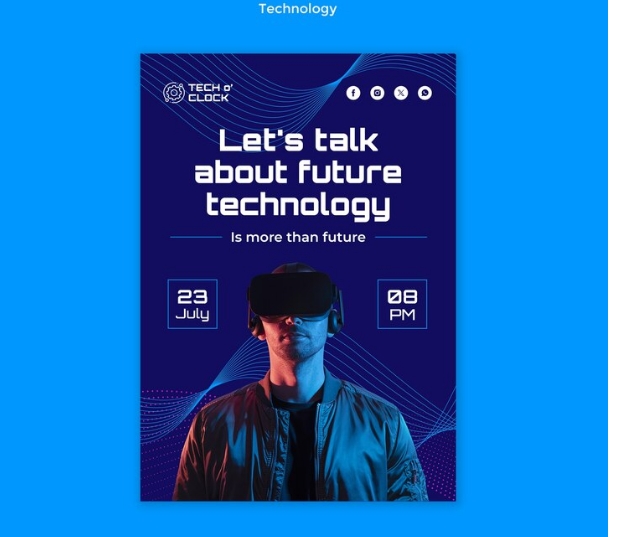 Technology
TECH o'
CLOCK
Let's talk
about future
technology
Is more than future
23
July
08
PM